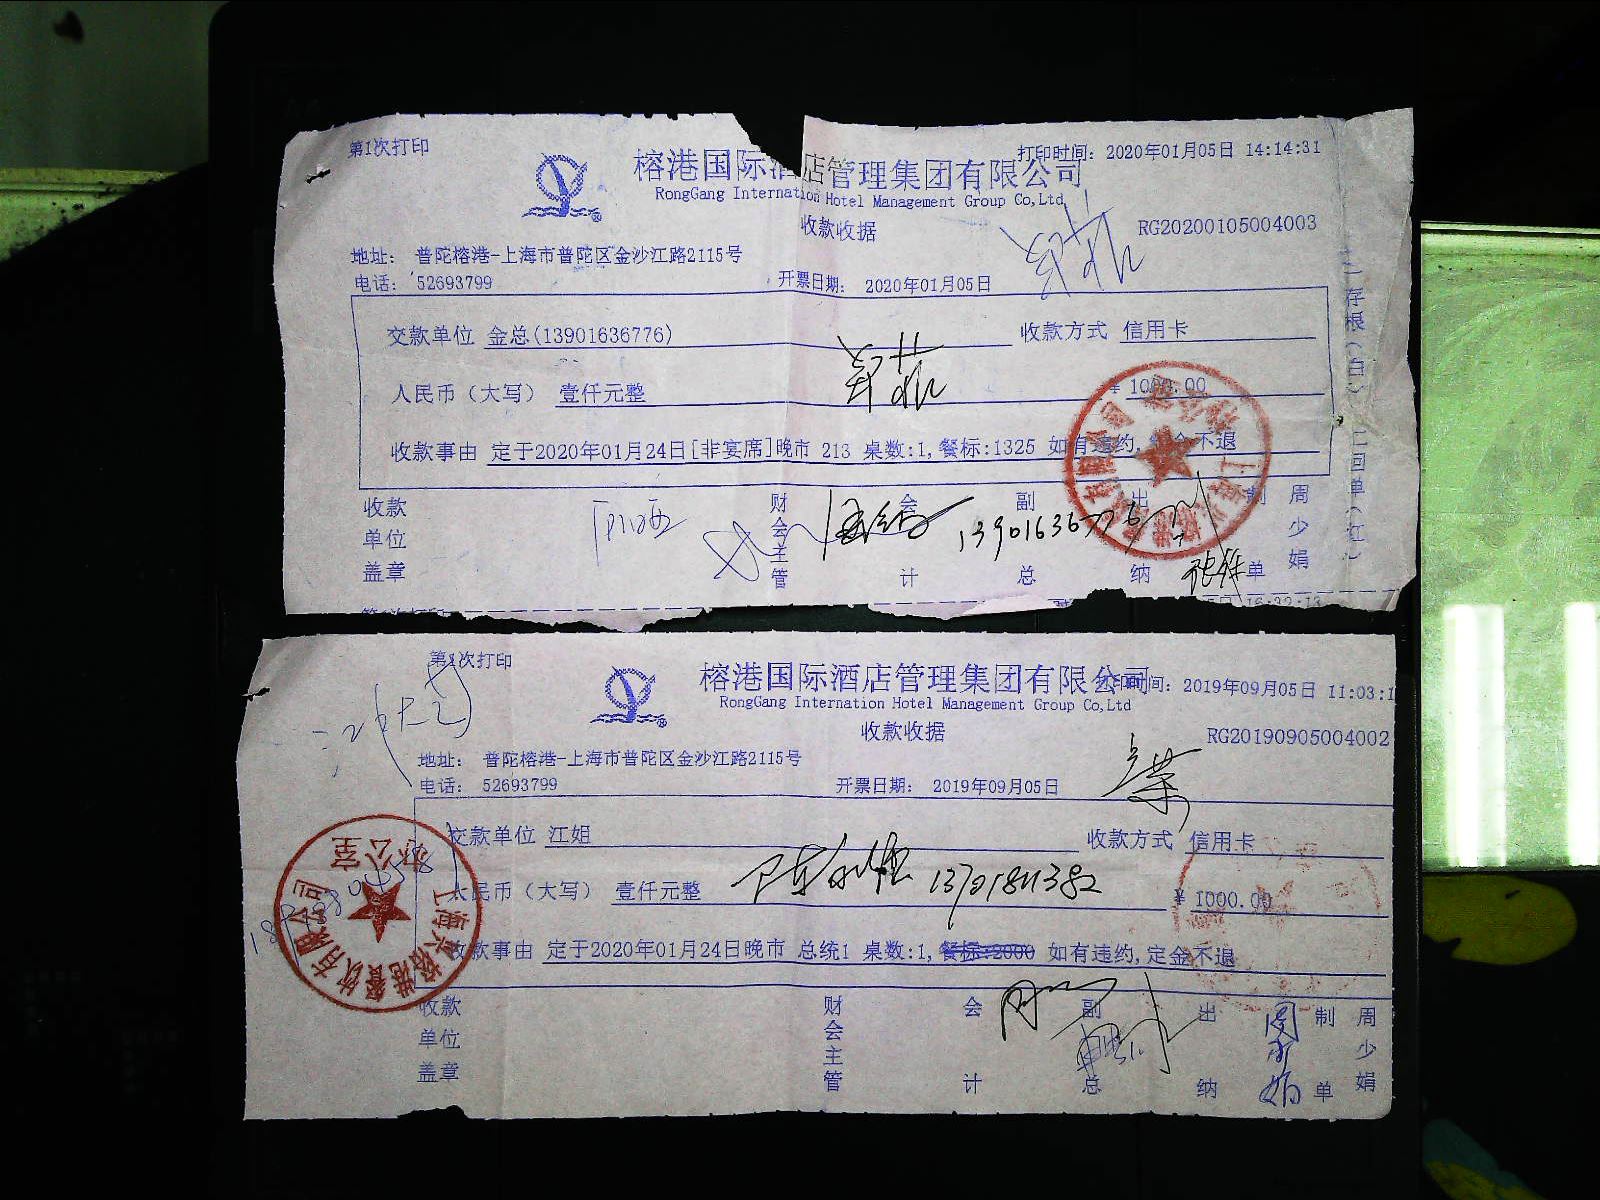 第1次打印
打印时间：2020年01月05日 14:14:31
榕港国际酒店管理集团有限公司
RongGang Internation Hotel Management Group Co,Ltd
收款收据
RG20200105004003
地址： 普陀榕港-上海市普陀区金沙江路2115号
电话： 52693799
开票日期： 2020年01月05日
交款单位 金总(13901636776)
收款方式 信用卡
人民币（大写） 壹仟元整
¥ 1000.00
收款事由 定于2020年01月24日[非宴席]晚市 213 桌数:1,餐标:1325 如有违约,定金不退
收款单位盖章
财会主管
会计
副总
出纳
制单
周少娟
13901636776
第1次打印
榕港国际酒店管理集团有限公司
2019年09月05日 11:03:1
RongGang Internation Hotel Management Group Co,Ltd
收款收据
RG20190905004002
地址： 普陀榕港-上海市普陀区金沙江路2115号
电话： 52693799
开票日期： 2019年09月05日
交款单位 江姐
收款方式 信用卡
人民币（大写） 壹仟元整
13701811382
¥ 1000.00
收款事由 定于2020年01月24日晚市 总统1 桌数:1,餐标:2000 如有违约,定金不退
收款单位盖章
财会主管
会计
副总
出纳
制单
周少娟
办公室